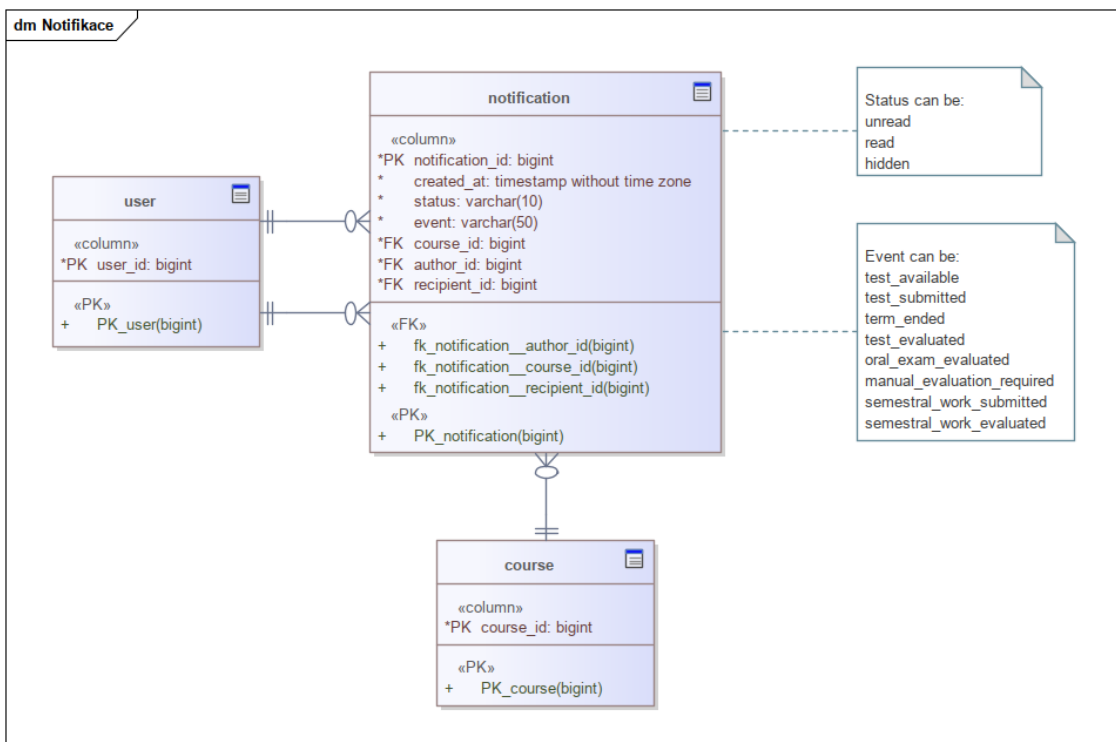 dm Notifikace
notification
«column»
*PK notification_id: bigint
* created_at: timestamp without time zone
* status: varchar(10)
* event: varchar(50)
*FK course_id: bigint
*FK author_id: bigint
*FK recipient_id: bigint
«FK»
+ fk_notification__author_id(bigint)
+ fk_notification__course_id(bigint)
+ fk_notification__recipient_id(bigint)
«PK»
+ PK_notification(bigint)
user
«column»
*PK user_id: bigint
«PK»
+ PK_user(bigint)
Status can be:
unread
read
hidden
Event can be:
test_available
test_submitted
term_ended
test_evaluated
oral_exam_evaluated
manual_evaluation_required
semestral_work_submitted
semestral_work_evaluated
course
«column»
*PK course_id: bigint
«PK»
+ PK_course(bigint)